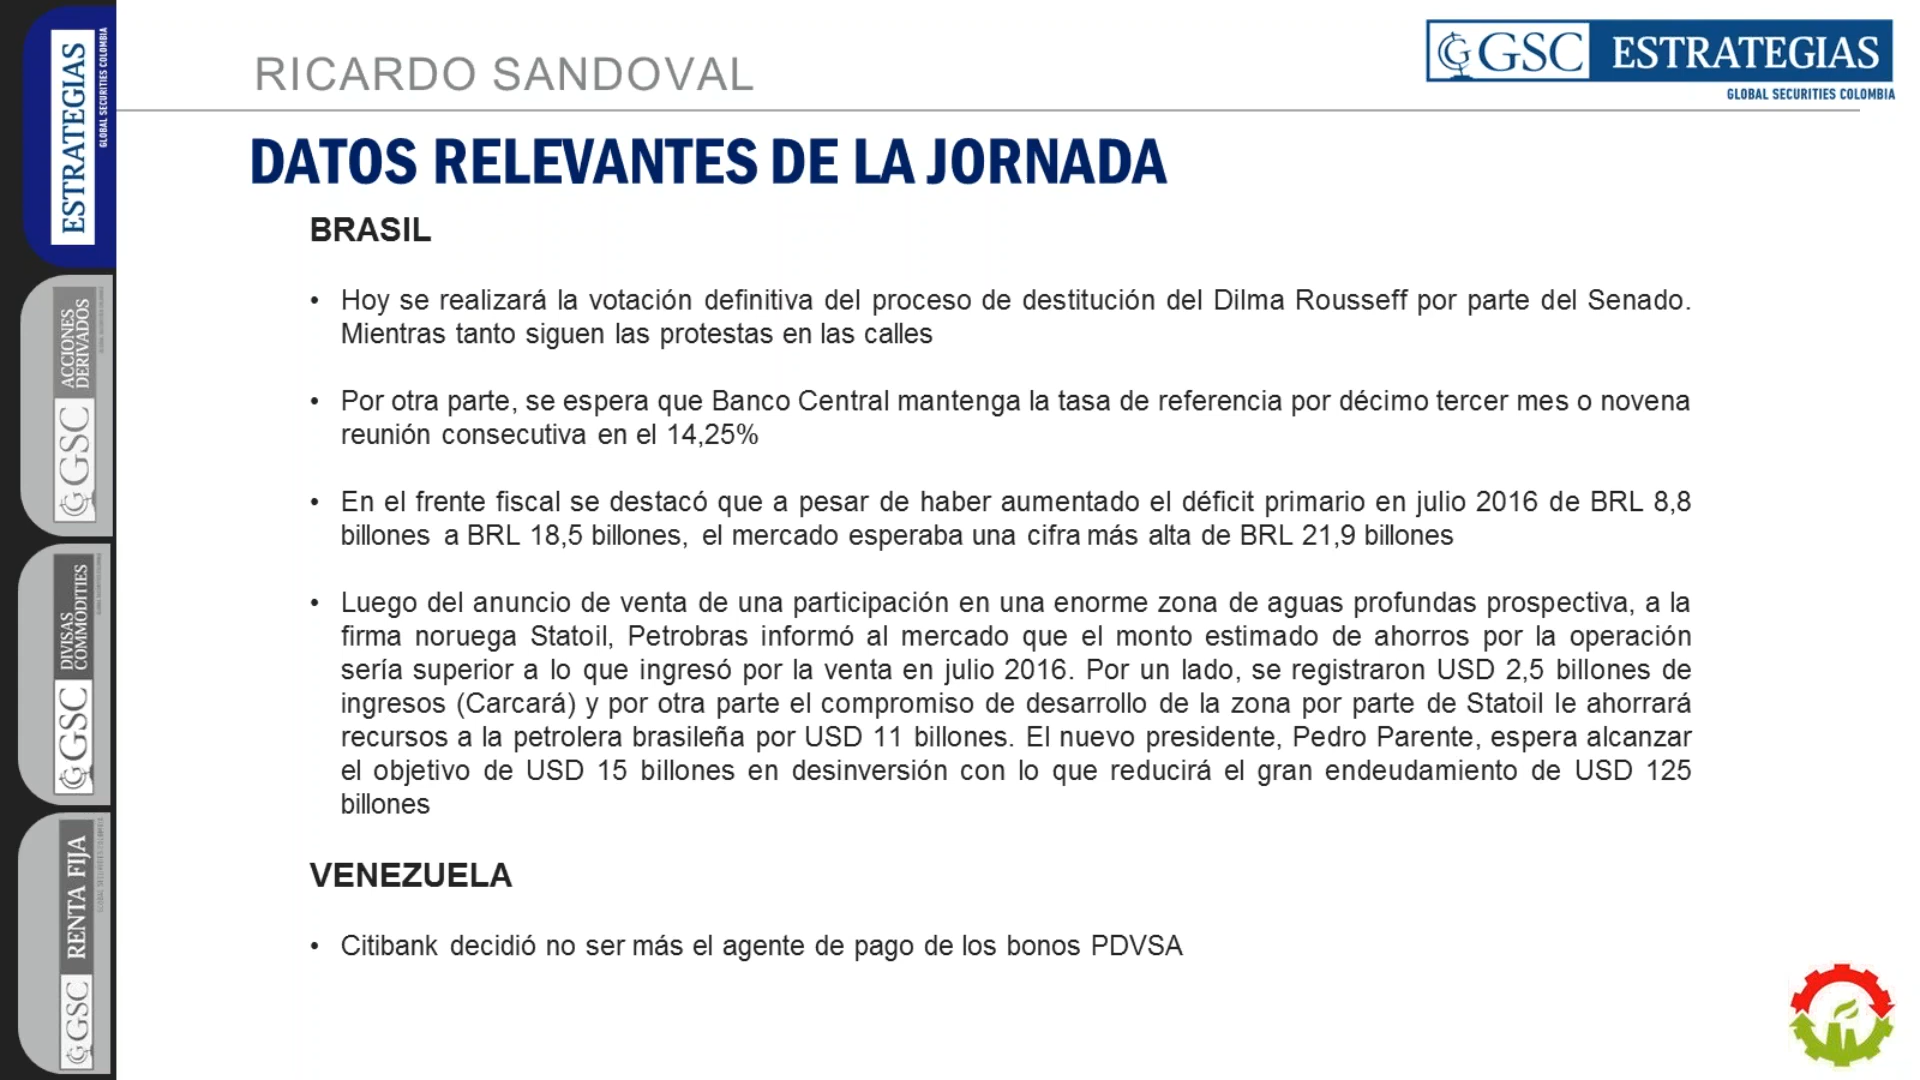 RICARDO SANDOVAL
GSC ESTRATEGIAS
GLOBAL SECURITIES COLOMBIA
DATOS RELEVANTES DE LA JORNADA
BRASIL
• Hoy se realizará la votación definitiva del proceso de destitución del Dilma Rousseff por parte del Senado.
Mientras tanto siguen las protestas en las calles
• Por otra parte, se espera que Banco Central mantenga la tasa de referencia por décimo tercer mes o novena
reunión consecutiva en el 14,25%
• En el frente fiscal se destacó que a pesar de haber aumentado el déficit primario en julio 2016 de BRL 8,8
billones a BRL 18,5 billones, el mercado esperaba una cifra más alta de BRL 21,9 billones
• Luego del anuncio de venta de una participación en una enorme zona de aguas profundas prospectiva, a la
firma noruega Statoil, Petrobras informó al mercado que el monto estimado de ahorros por la operación
sería superior a lo que ingresó por la venta en julio 2016. Por un lado, se registraron USD 2,5 billones de
ingresos (Carcará) y por otra parte el compromiso de desarrollo de la zona por parte de Statoil le ahorrará
recursos a la petrolera brasileña por USD 11 billones. El nuevo presidente, Pedro Parente, espera alcanzar
el objetivo de USD 15 billones en desinversión con lo que reducirá el gran endeudamiento de USD 125
billones
VENEZUELA
• Citibank decidió no ser más el agente de pago de los bonos PDVSA
ESTRATEGIAS
GLOBAL SECURITIES COLOMBIA
GSC ACCIONES
DERIVADOS
GSC DIVISAS
COMMODITIES
GSC RENTA FIJA